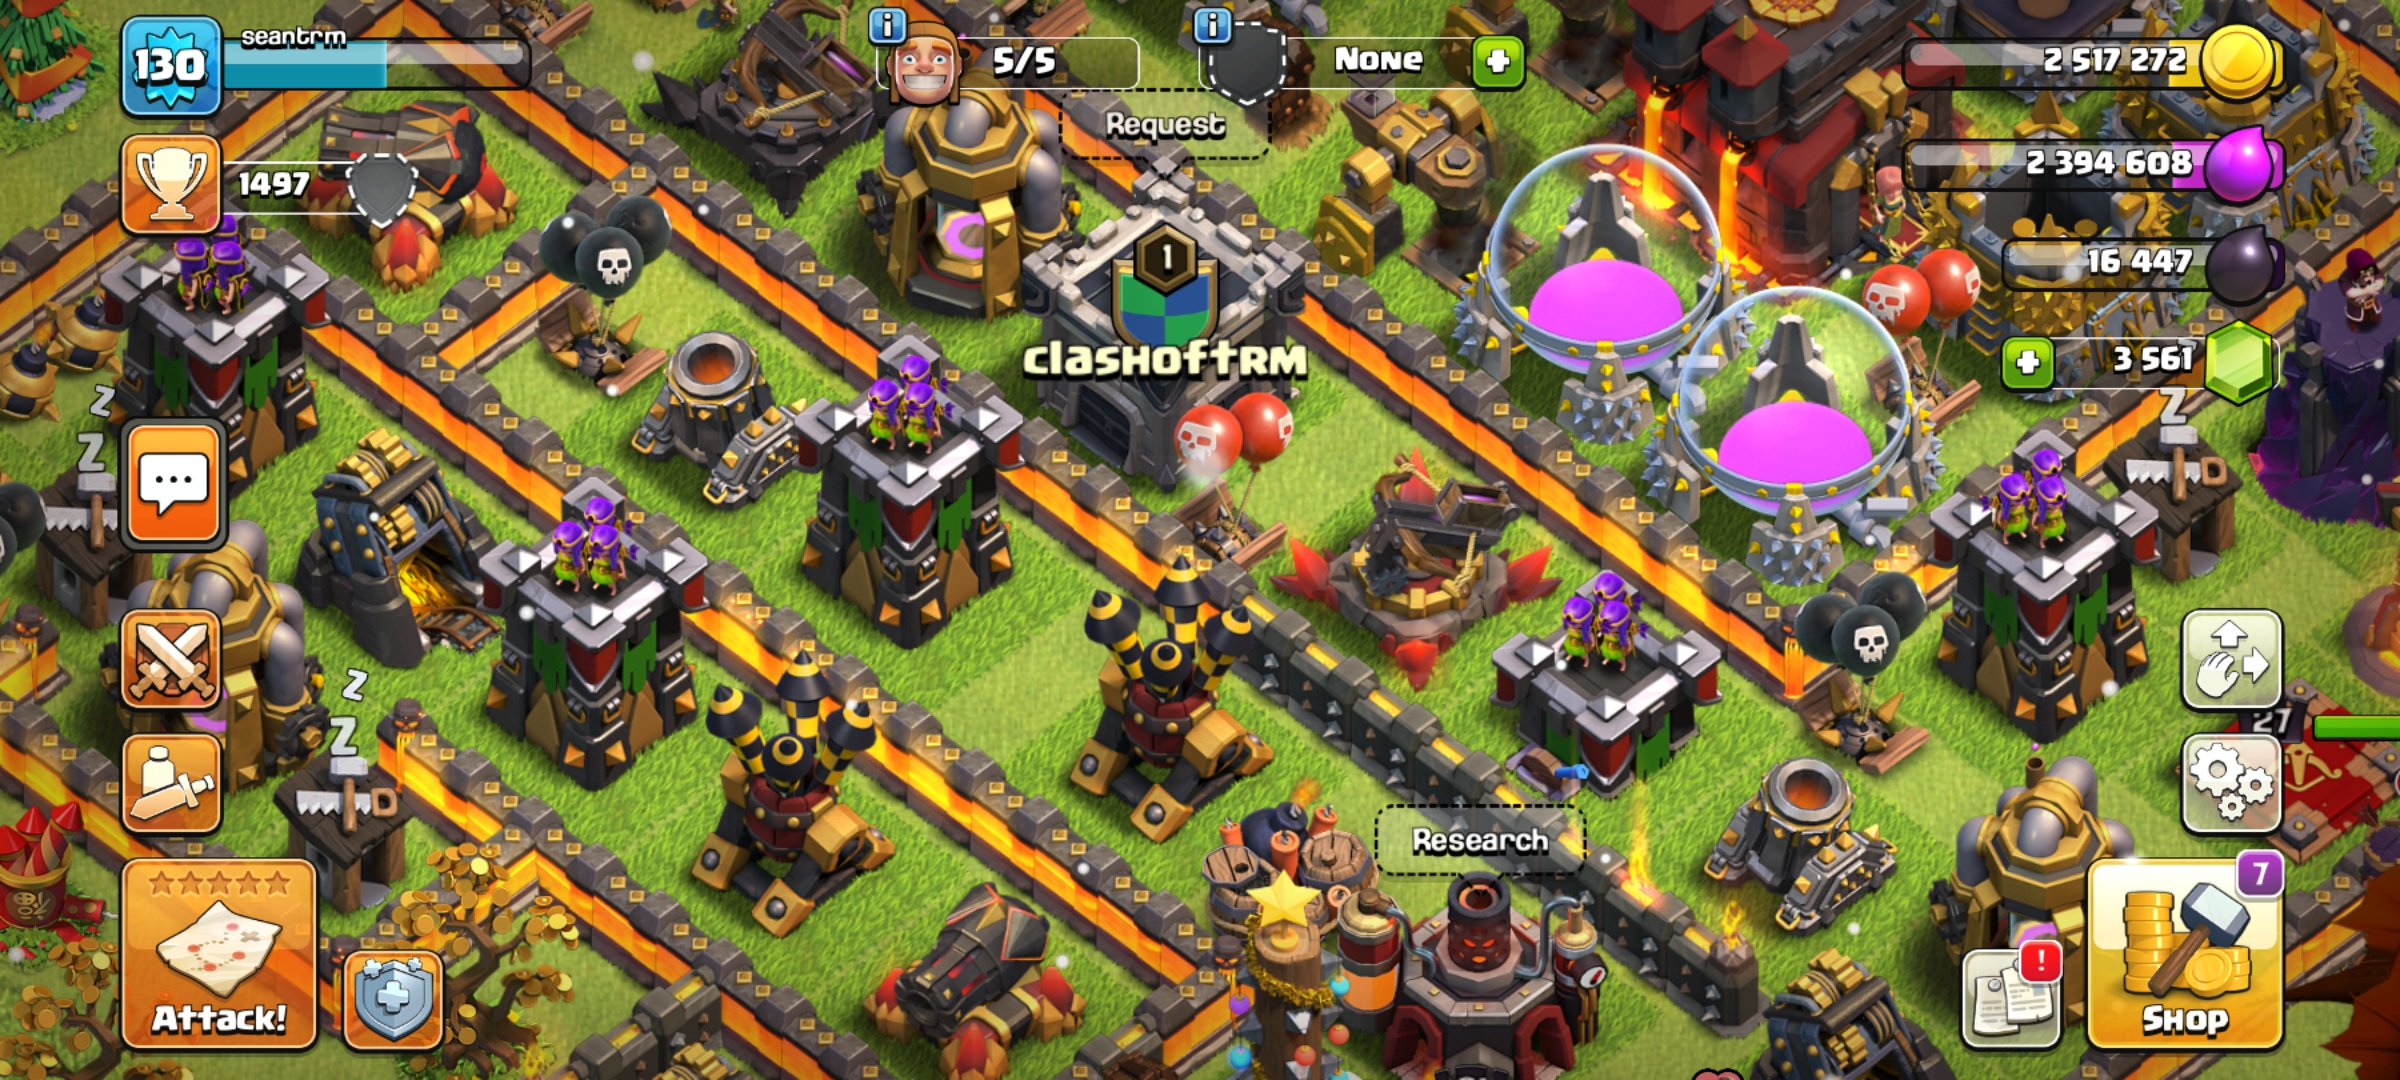 130
seantrm
5/5
None
2 517 272
Request
2 394 608
1497
1
16 447
clashoftrm
3 561
Z
Z
Z
Z
Z
27
Research
7
!
Attack!
Shop